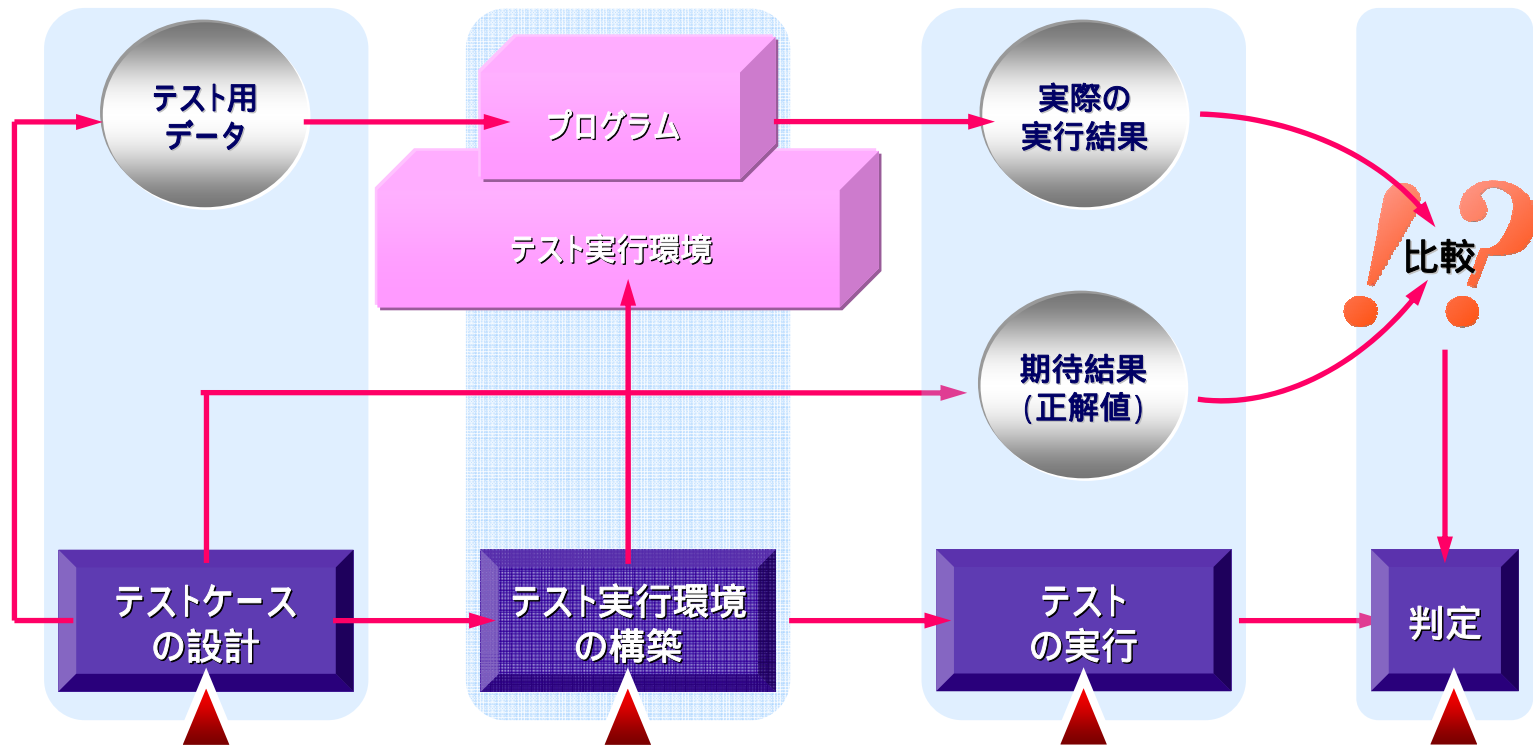 テスト用
データ
プログラム
テスト実行環境
実際の
実行結果
比較
期待結果
(正解値)
テストケース
の設計
テスト実行環境
の構築
テスト
の実行
判定